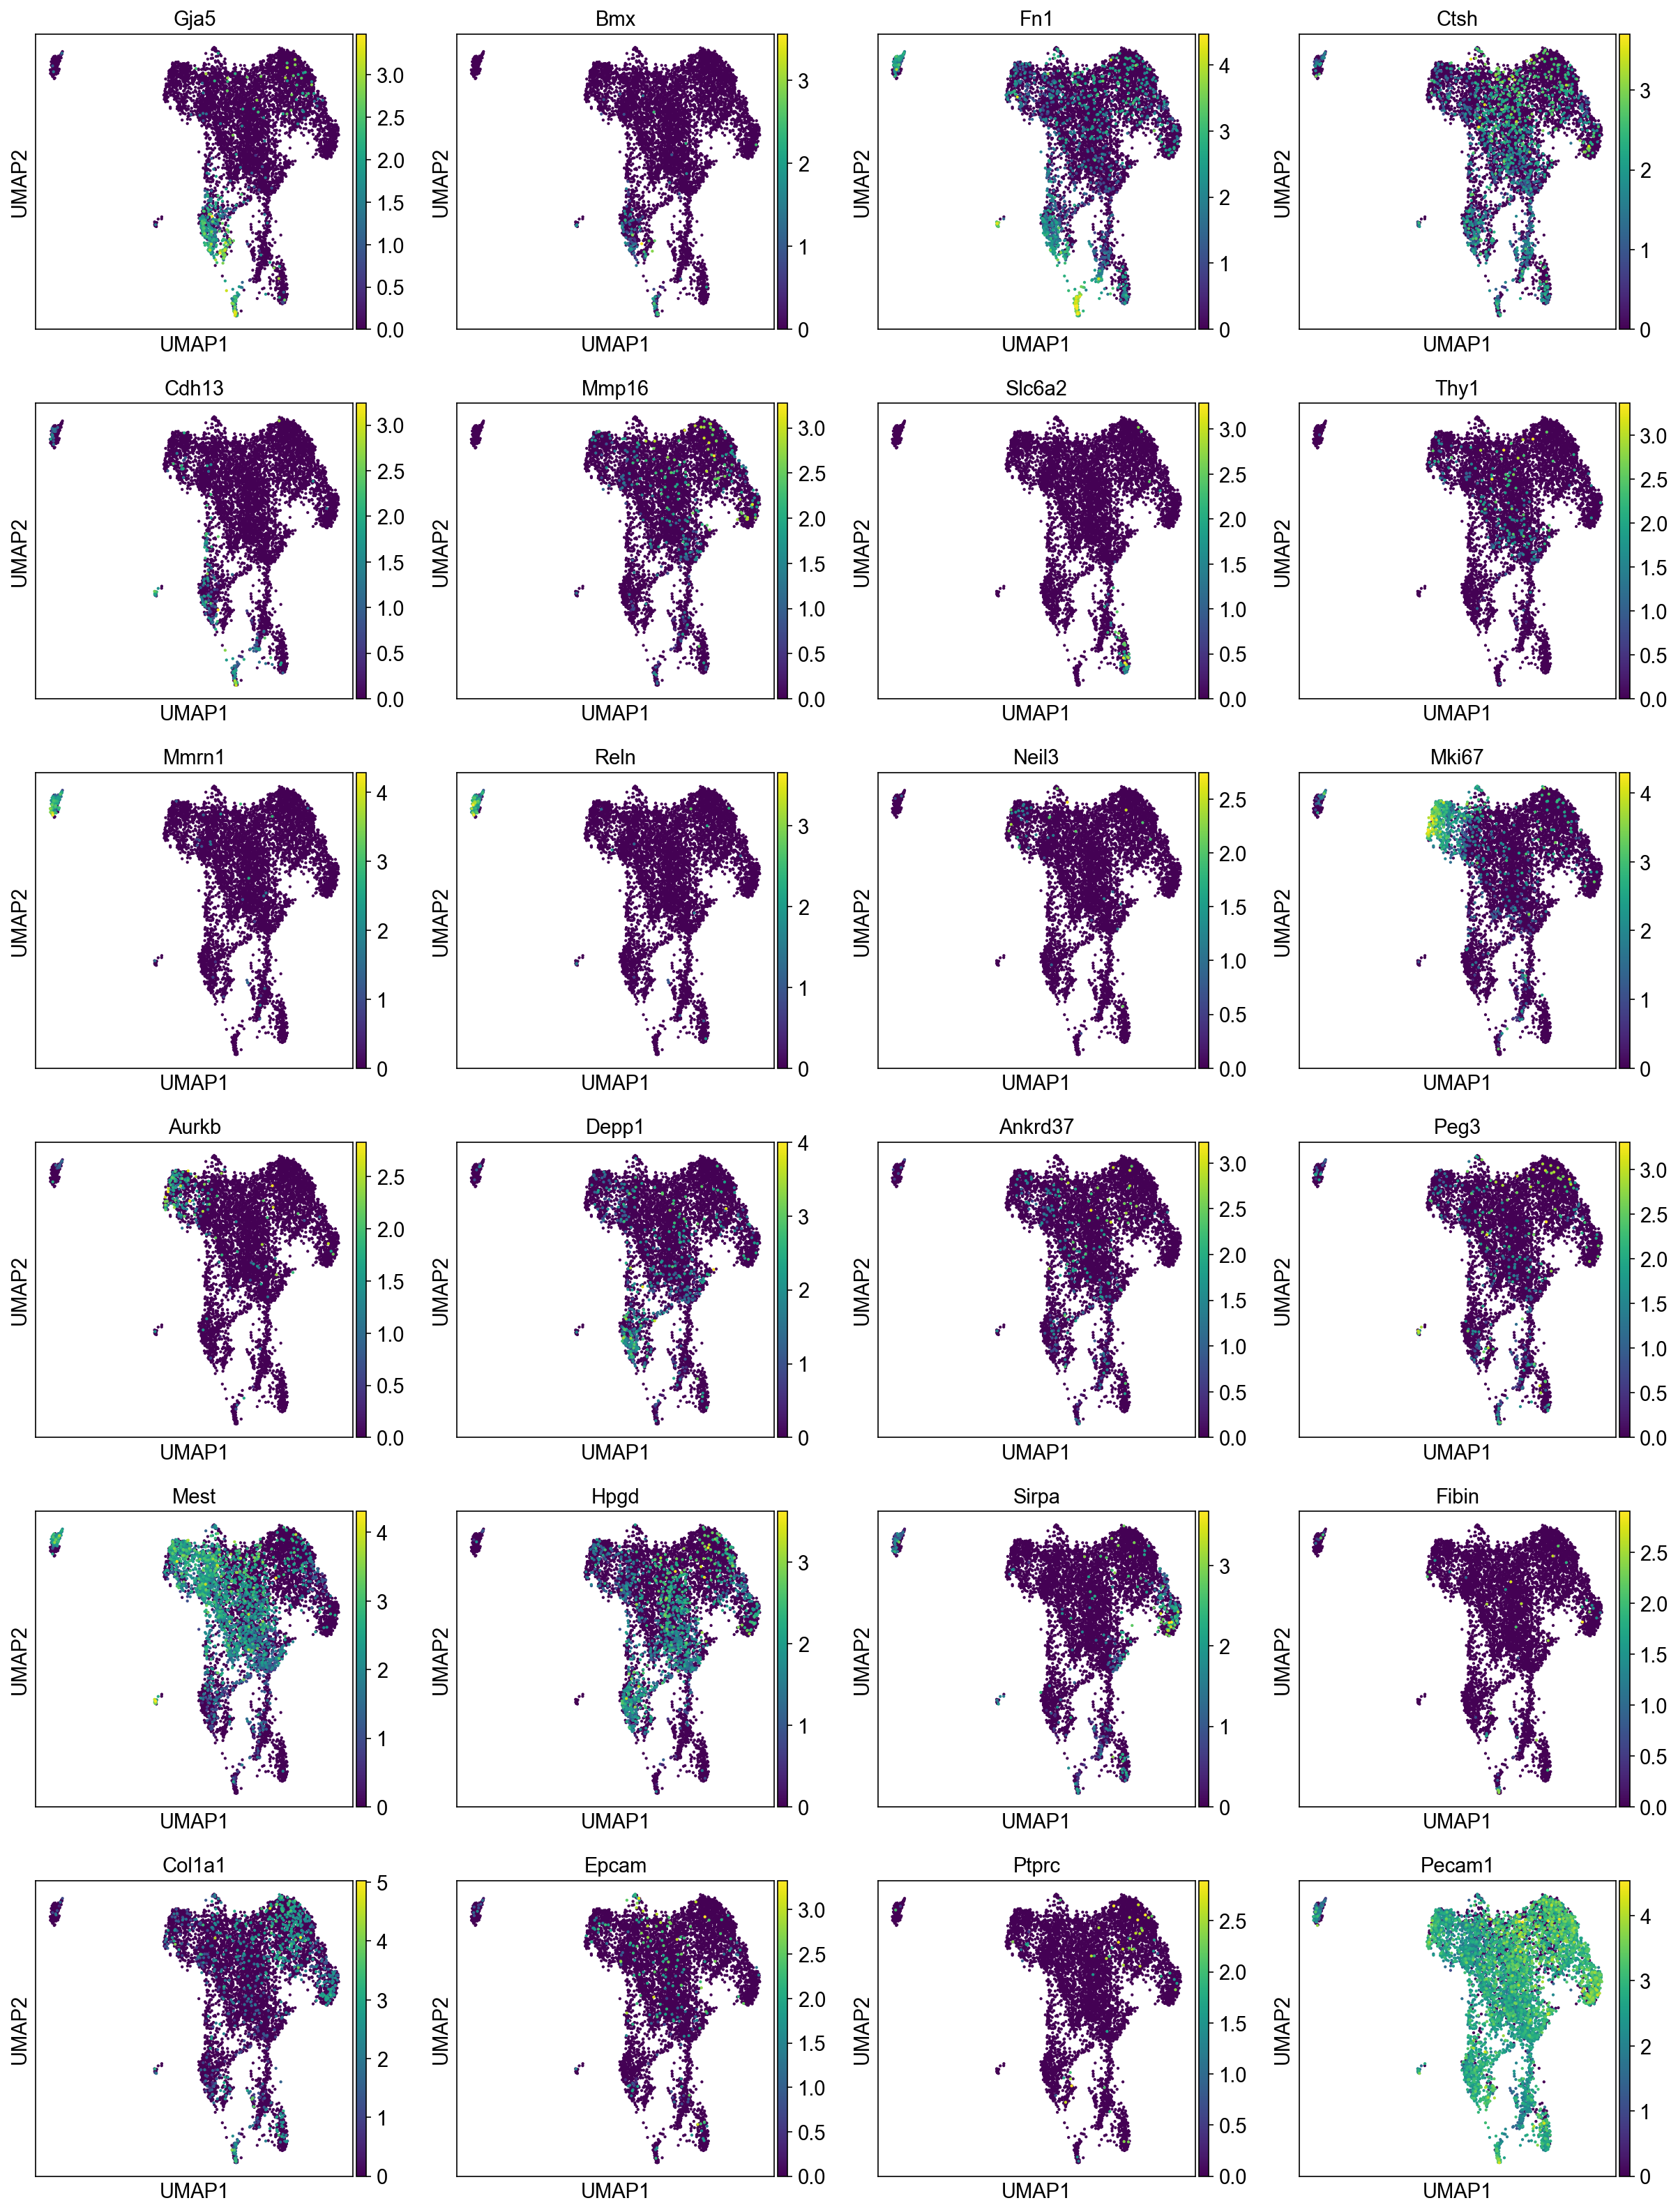 Gja5
Bmx
Fn1
Ctsh
UMAP2
3.0
2.5
2.0
1.5
1.0
0.5
0.0
UMAP1
UMAP2
3
2
1
0
UMAP1
UMAP2
4
3
2
1
0
UMAP1
UMAP2
3
2
1
0
UMAP1
Cdh13
Mmp16
Slc6a2
Thy1
UMAP2
3.0
2.5
2.0
1.5
1.0
0.5
0.0
UMAP1
UMAP2
3.0
2.5
2.0
1.5
1.0
0.5
0.0
UMAP1
UMAP2
3.0
2.5
2.0
1.5
1.0
0.5
0.0
UMAP1
UMAP2
3.0
2.5
2.0
1.5
1.0
0.5
0.0
UMAP1
Mmrn1
Reln
Neil3
Mki67
UMAP2
4
3
2
1
0
UMAP1
UMAP2
3
2
1
0
UMAP1
UMAP2
2.5
2.0
1.5
1.0
0.5
0.0
UMAP1
UMAP2
4
3
2
1
0
UMAP1
Aurkb
Depp1
Ankrd37
Peg3
UMAP2
2.5
2.0
1.5
1.0
0.5
0.0
UMAP1
UMAP2
4
3
2
1
0
UMAP1
UMAP2
3.0
2.5
2.0
1.5
1.0
0.5
0.0
UMAP1
UMAP2
3.0
2.5
2.0
1.5
1.0
0.5
0.0
UMAP1
Mest
Hpgd
Sirpa
Fibin
UMAP2
4
3
2
1
0
UMAP1
UMAP2
3
2
1
0
UMAP1
UMAP2
3
2
1
0
UMAP1
UMAP2
2.5
2.0
1.5
1.0
0.5
0.0
UMAP1
Col1a1
Epcam
Ptprc
Pecam1
UMAP2
5
4
3
2
1
0
UMAP1
UMAP2
3.0
2.5
2.0
1.5
1.0
0.5
0.0
UMAP1
UMAP2
2.5
2.0
1.5
1.0
0.5
0.0
UMAP1
UMAP2
4
3
2
1
0
UMAP1